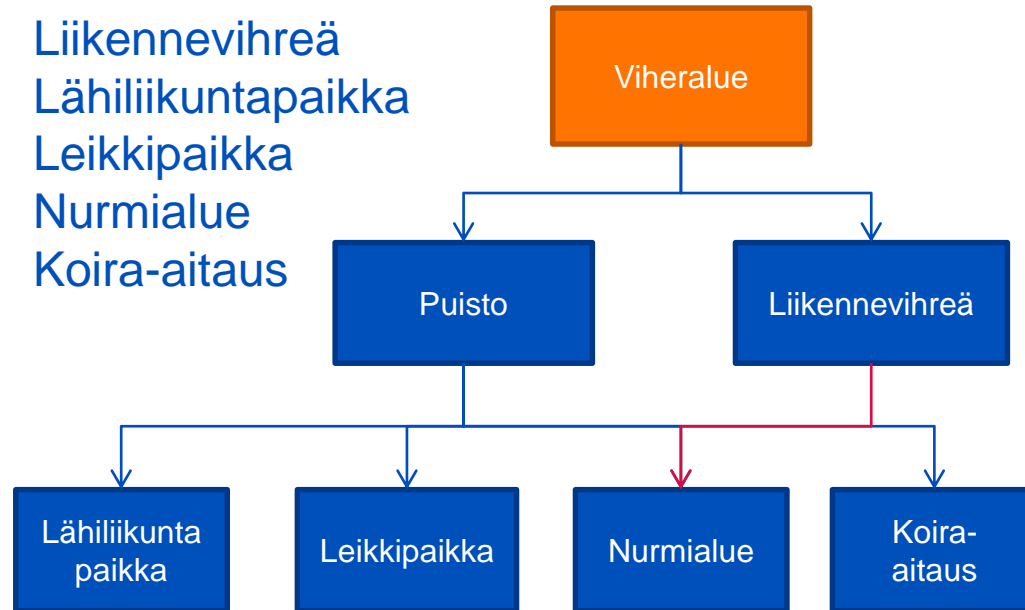 Liikennevihreä
Lähiliikuntapaikka
Leikkipaikka
Nurmialue
Koira-aitaus
Viheralue
Puisto
Liikennevihreä
Lähiliikunta
paikka
Leikkipaikka
Nurmialue
Koira-
aitaus